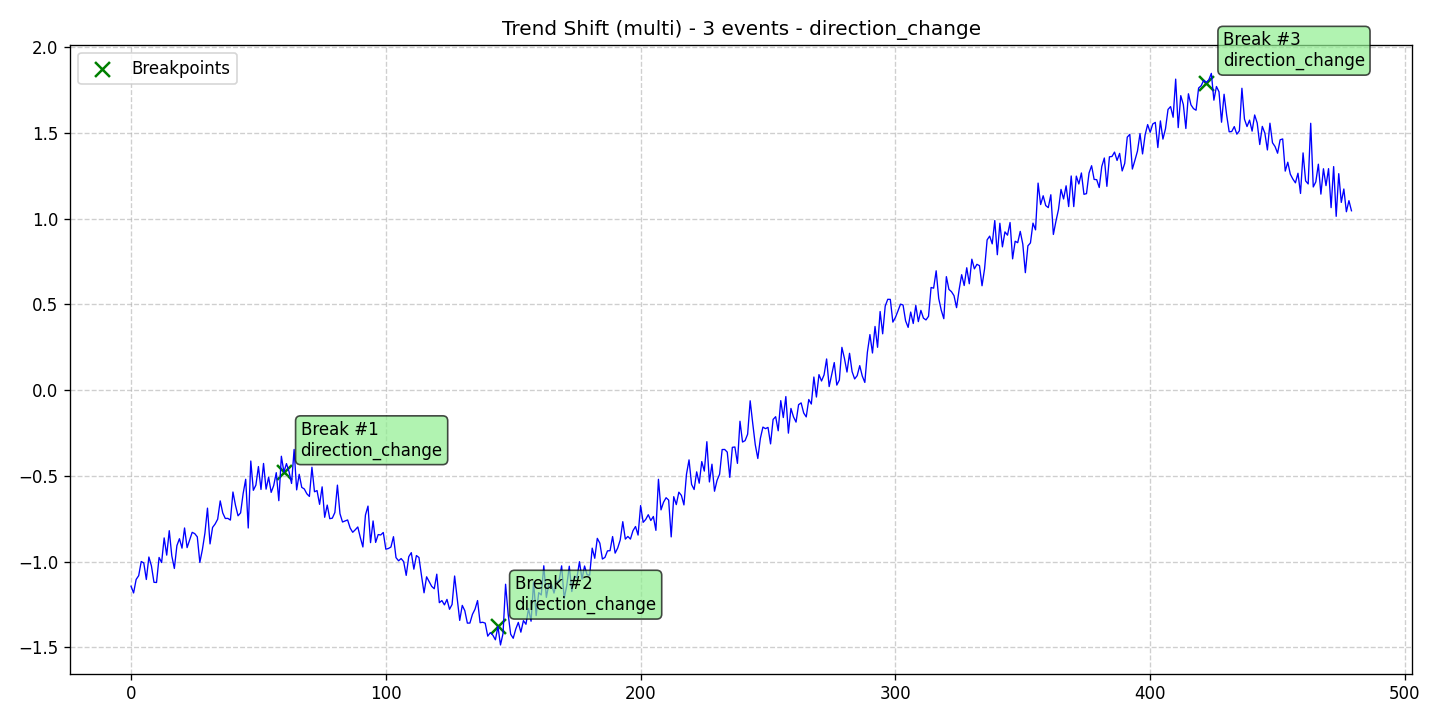 Trend Shift (multi) - 3 events - direction_change
Breakpoints
Break #3
direction_change
Break #1
direction_change
Break #2
direction_change
2.0
1.5
1.0
0.5
0.0
−0.5
−1.0
−1.5
0 100 200 300 400 500